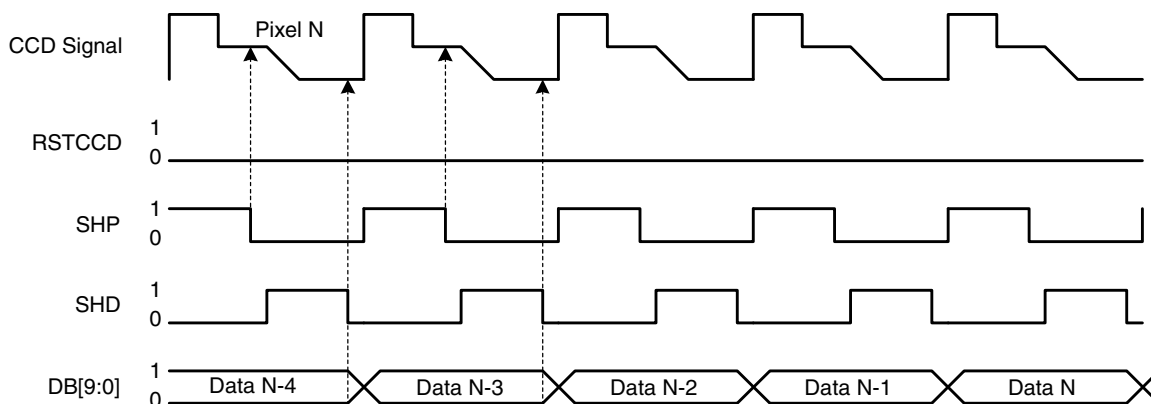 Pixel N
CCD Signal
RSTCCD
1
0
SHP
1
0
SHD
1
0
DB[9:0]
1
0
Data N-4
Data N-3
Data N-2
Data N-1
Data N